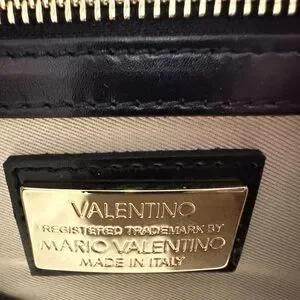 VALENTINO
REGISTERED TRADEMARK BY
MARIO VALENTINO
MADE IN ITALY